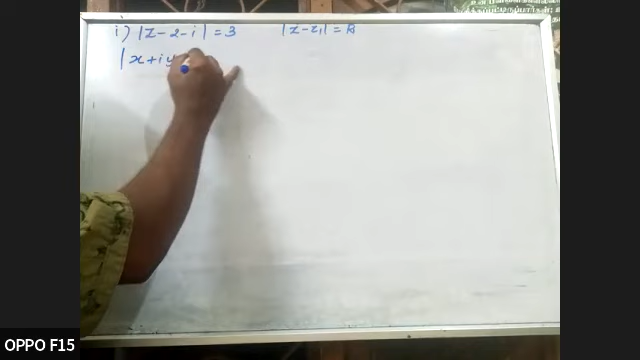 i) |z-2-i| = 3 |z-z₁| = R
|x+iy
OPPO F15